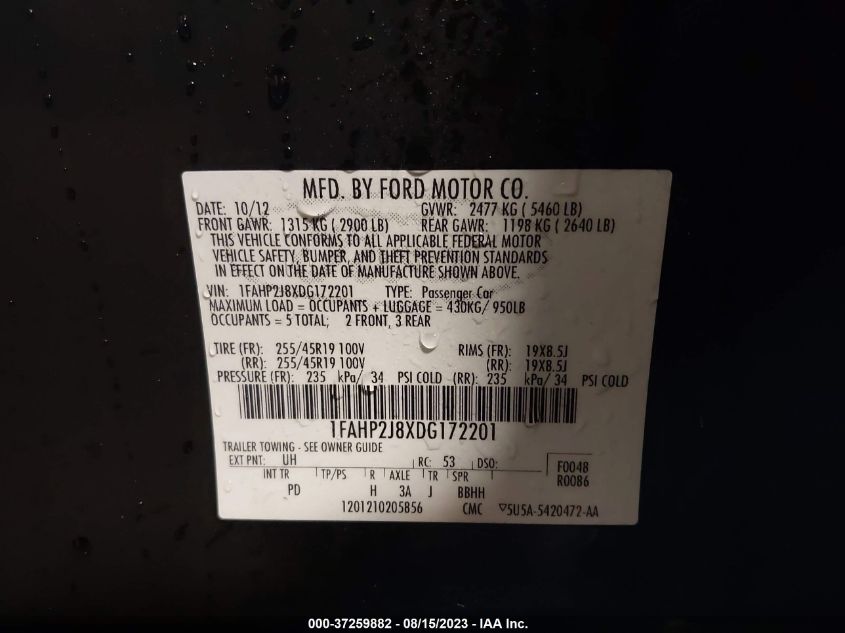 MFD. BY FORD MOTOR CO.
DATE: 10/12 GVWR: 2477 KG ( 5460 LB)
FRONT GAWR: 1315 KG ( 2900 LB) REAR GAWR: 1198 KG ( 2640 LB)
THIS VEHICLE CONFORMS TO ALL APPLICABLE FEDERAL MOTOR
VEHICLE SAFETY, BUMPER, AND THEFT PREVENTION STANDARDS
IN EFFECT ON THE DATE OF MANUFACTURE SHOWN ABOVE.
VIN: 1FAHP2J8XDG172201 TYPE: Passenger Car
MAXIMUM LOAD = OCCUPANTS + LUGGAGE = 430KG/ 950LB
OCCUPANTS = 5 TOTAL; 2 FRONT, 3 REAR
TIRE (FR): 255/45R19 100V RIMS (FR): 19X8.5J
(RR): 255/45R19 100V (RR): 19X8.5J
PRESSURE (FR): 235 kPa/ 34 PSI COLD (RR): 235 kPa/ 34 PSI COLD
1FAHP2J8XDG172201
TRAILER TOWING - SEE OWNER GUIDE
EXT PNT: UH RC: 53 DSO: F0048
INT TR TP/PS R AXLE TR SPR R0086
PD H 3A J BBHH
1201210205856 CMC ▽5U5A-5420472-AA
000-37259882 - 08/15/2023 - IAA Inc.